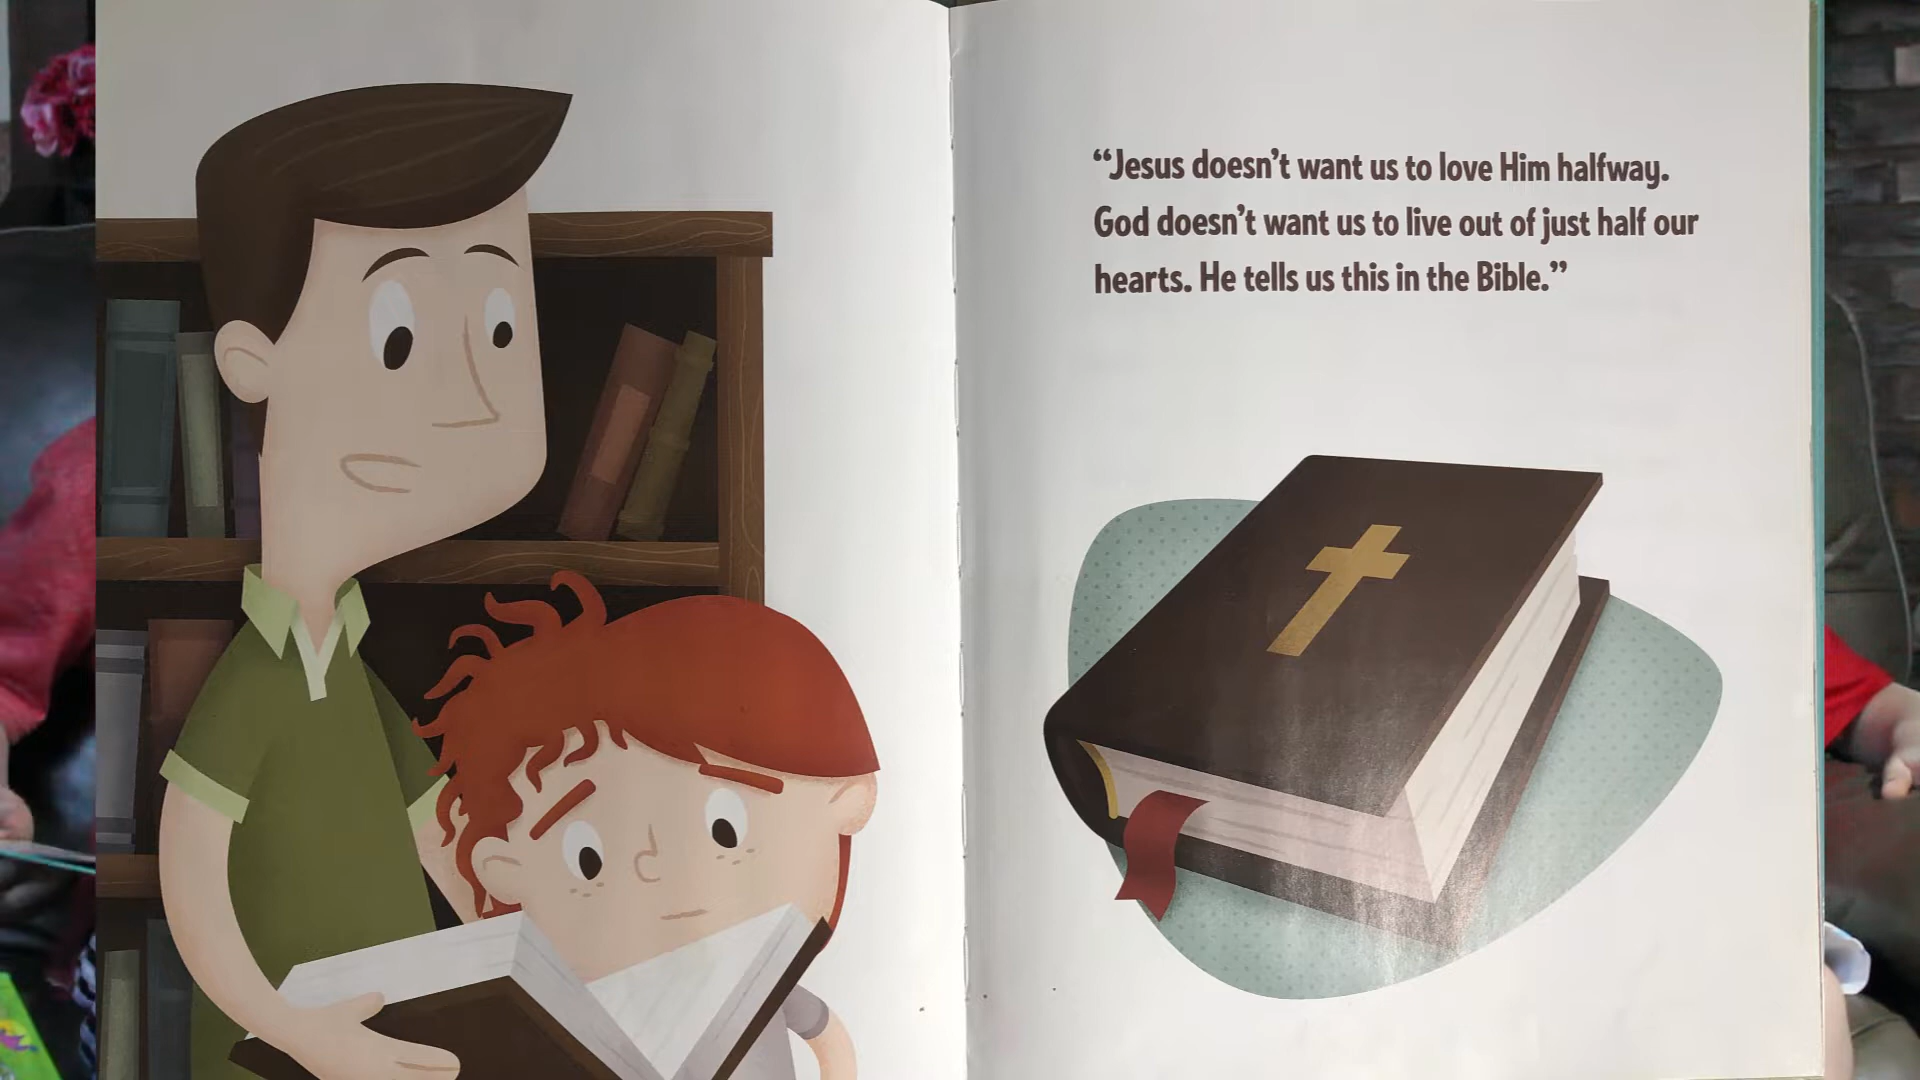 “Jesus doesn’t want us to love Him halfway.
God doesn’t want us to live out of just half our
hearts. He tells us this in the Bible.”